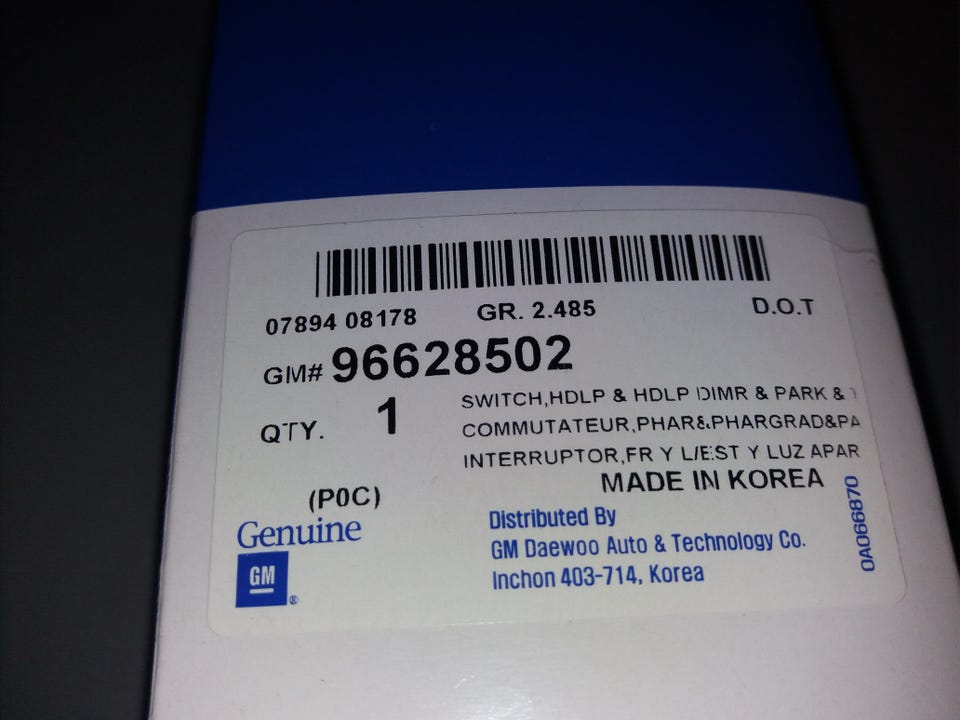 07894 08178 GR. 2.485 D.O.T
GM# 96628502
QTY. 1
SWITCH,HDLP & HDLP DIMR & PARK &
COMMUTATEUR,PHAR&PHARGRAD&PA
INTERRUPTOR,FR Y L/EST Y LUZ APAR
MADE IN KOREA
(P0C)
Genuine
GM
®
Distributed By
GM Daewoo Auto & Technology Co.
Inchon 403-714, Korea
0A066870